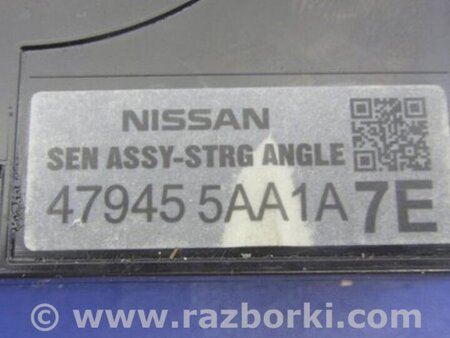 NISSAN
SEN ASSY-STRG ANGLE
47945 5AA1A 7E
© www.razborki.com